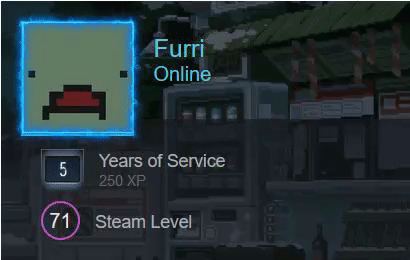 Furri
Online
5
Years of Service
250 XP
71
Steam Level